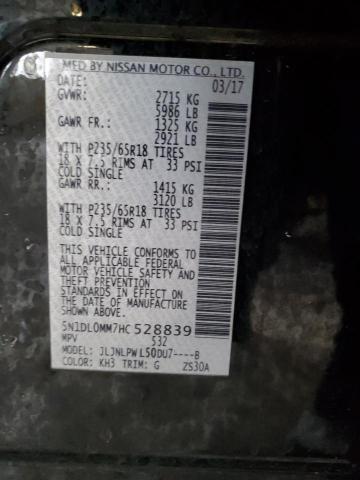 MFD BY NISSAN MOTOR CO., LTD.
DATE: 03/17
GVWR: 2715 KG
5986 LB
GAWR FR.: 1325 KG
2921 LB
WITH P235/65R18 TIRES
18 X 7.5 RIMS AT 33 PSI
COLD SINGLE
GAWR RR.: 1415 KG
3120 LB
WITH P235/65R18 TIRES
18 X 7.5 RIMS AT 33 PSI
COLD SINGLE
THIS VEHICLE CONFORMS TO
ALL APPLICABLE FEDERAL
MOTOR VEHICLE SAFETY AND
THEFT PREVENTION
STANDARDS IN EFFECT ON
THE DATE OF MANUFACTURE
SHOWN ABOVE.
5N1DL0MM7HC 528839
MPV 532
MODEL: JLJNLPW L50DU7----B
COLOR: KH3 TRIM: G ZS30A